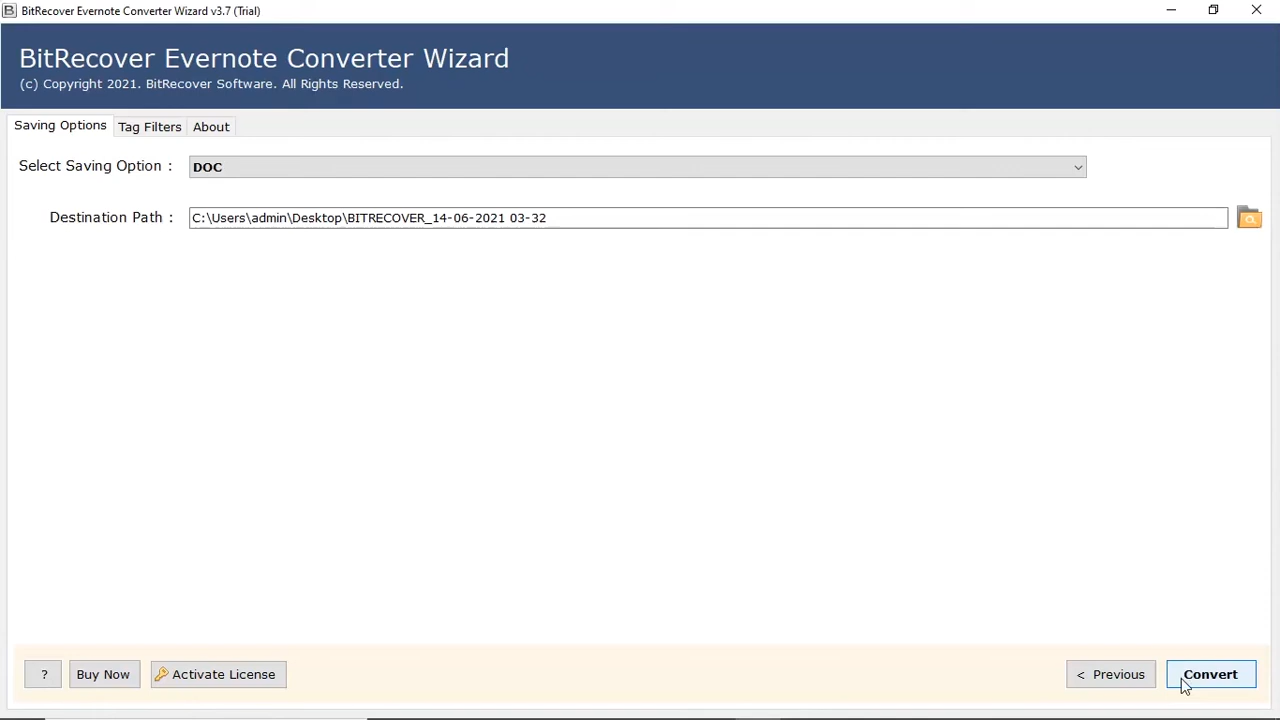 BitRecover Evernote Converter Wizard v3.7 (Trial)
BitRecover Evernote Converter Wizard
(c) Copyright 2021. BitRecover Software. All Rights Reserved.
Saving Options Tag Filters About
Select Saving Option : DOC
Destination Path : C:\Users\admin\Desktop\BITRECOVER_14-06-2021 03-32
? Buy Now Activate License < Previous Convert